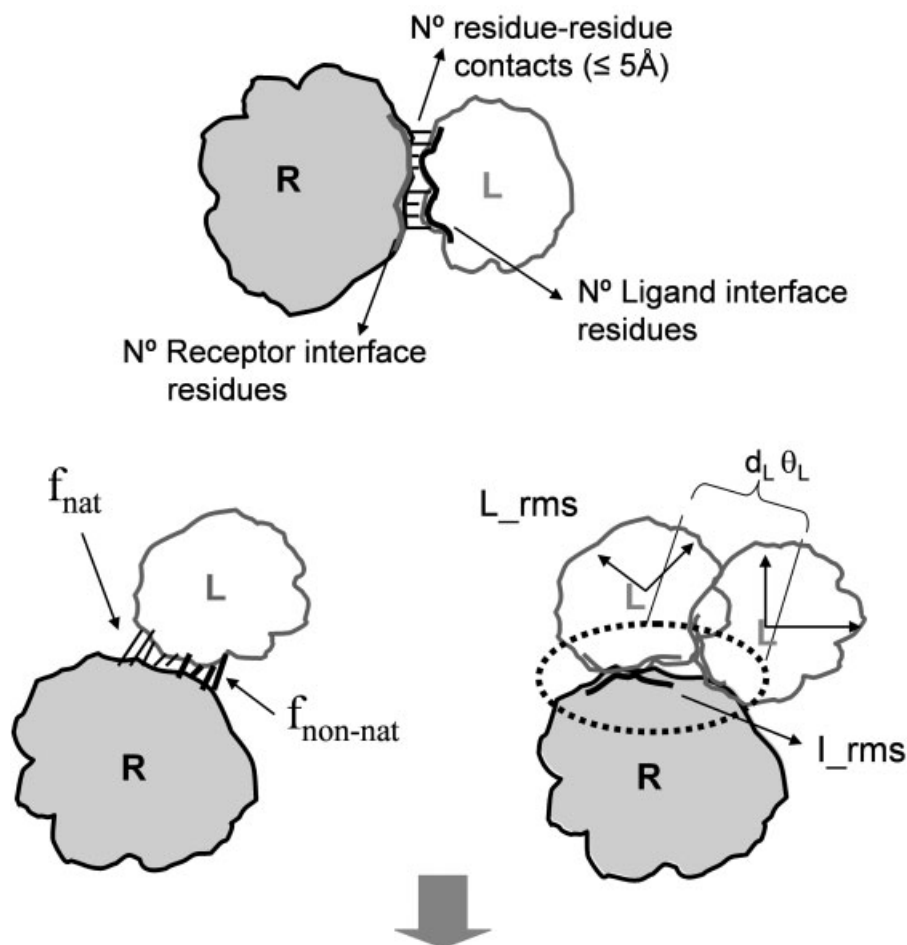 Nº residue-residue
contacts (≤ 5Å)
R
L
Nº Ligand interface
residues
Nº Receptor interface
residues
f_nat
L
f_non-nat
R
d_L θ_L
L_rms
L
L
I_rms
R